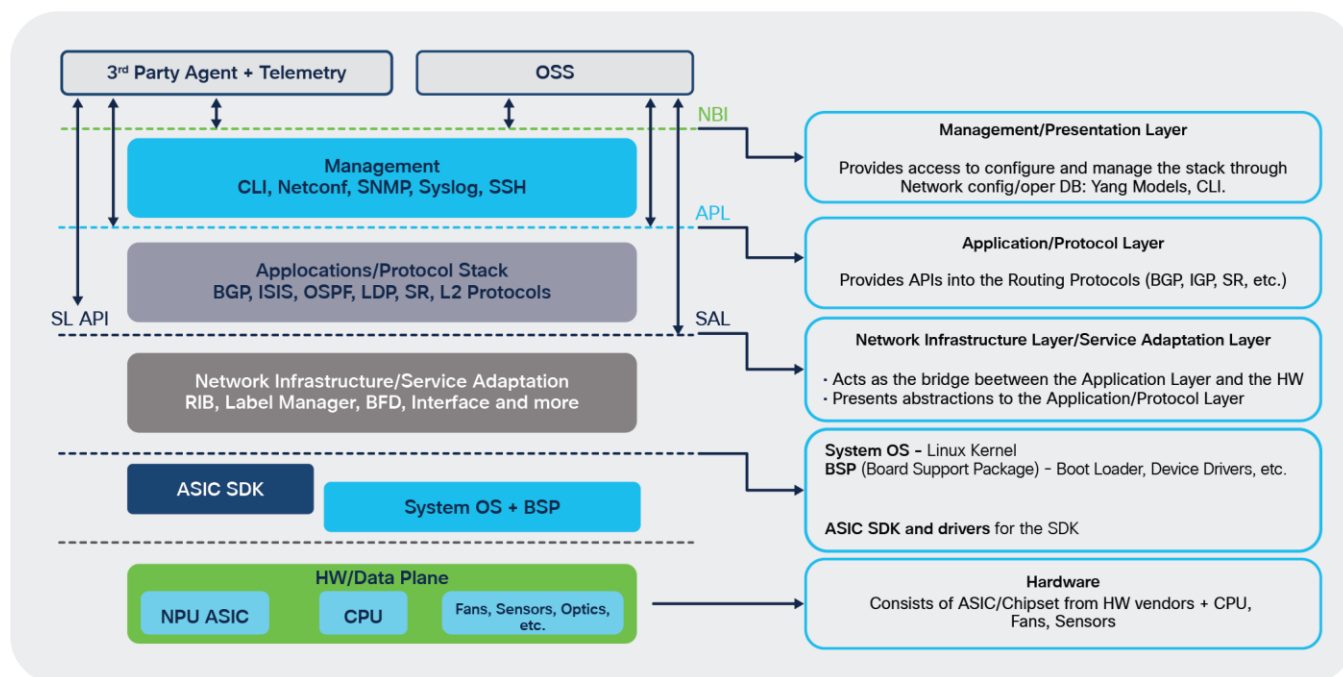 3rd Party Agent + Telemetry
OSS
NBI
Management
CLI, Netconf, SNMP, Syslog, SSH
APL
Applocations/Protocol Stack
BGP, ISIS, OSPF, LDP, SR, L2 Protocols
SL API
SAL
Network Infrastructure/Service Adaptation
RIB, Label Manager, BFD, Interface and more
ASIC SDK
System OS + BSP
HW/Data Plane
NPU ASIC
CPU
Fans, Sensors, Optics,
etc.
Management/Presentation Layer
Provides access to configure and manage the stack through
Network config/oper DB: Yang Models, CLI.
Application/Protocol Layer
Provides APIs into the Routing Protocols (BGP, IGP, SR, etc.)
Network Infrastructure Layer/Service Adaptation Layer
· Acts as the bridge beetween the Application Layer and the HW
· Presents abstractions to the Application/Protocol Layer
System OS - Linux Kernel
BSP (Board Support Package) - Boot Loader, Device Drivers, etc.
ASIC SDK and drivers for the SDK
Hardware
Consists of ASIC/Chipset from HW vendors + CPU,
Fans, Sensors